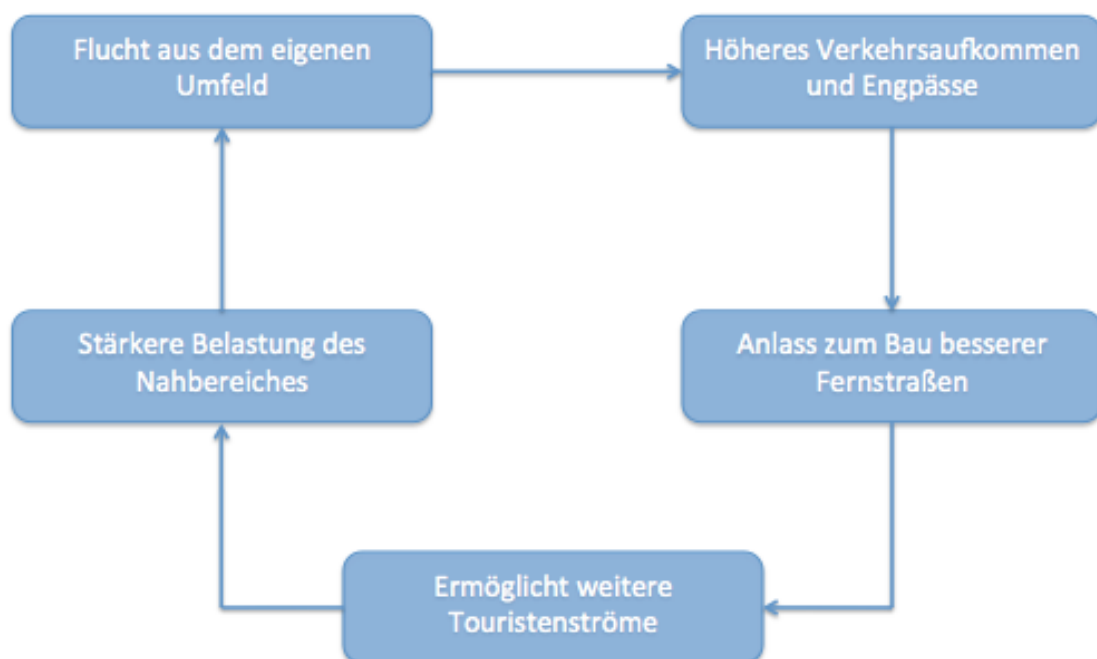 Flucht aus dem eigenen
Umfeld
Höheres Verkehrsaufkommen
und Engpässe
Anlass zum Bau besserer
Fernstraßen
Ermöglicht weitere
Touristenströme
Stärkere Belastung des
Nahbereiches